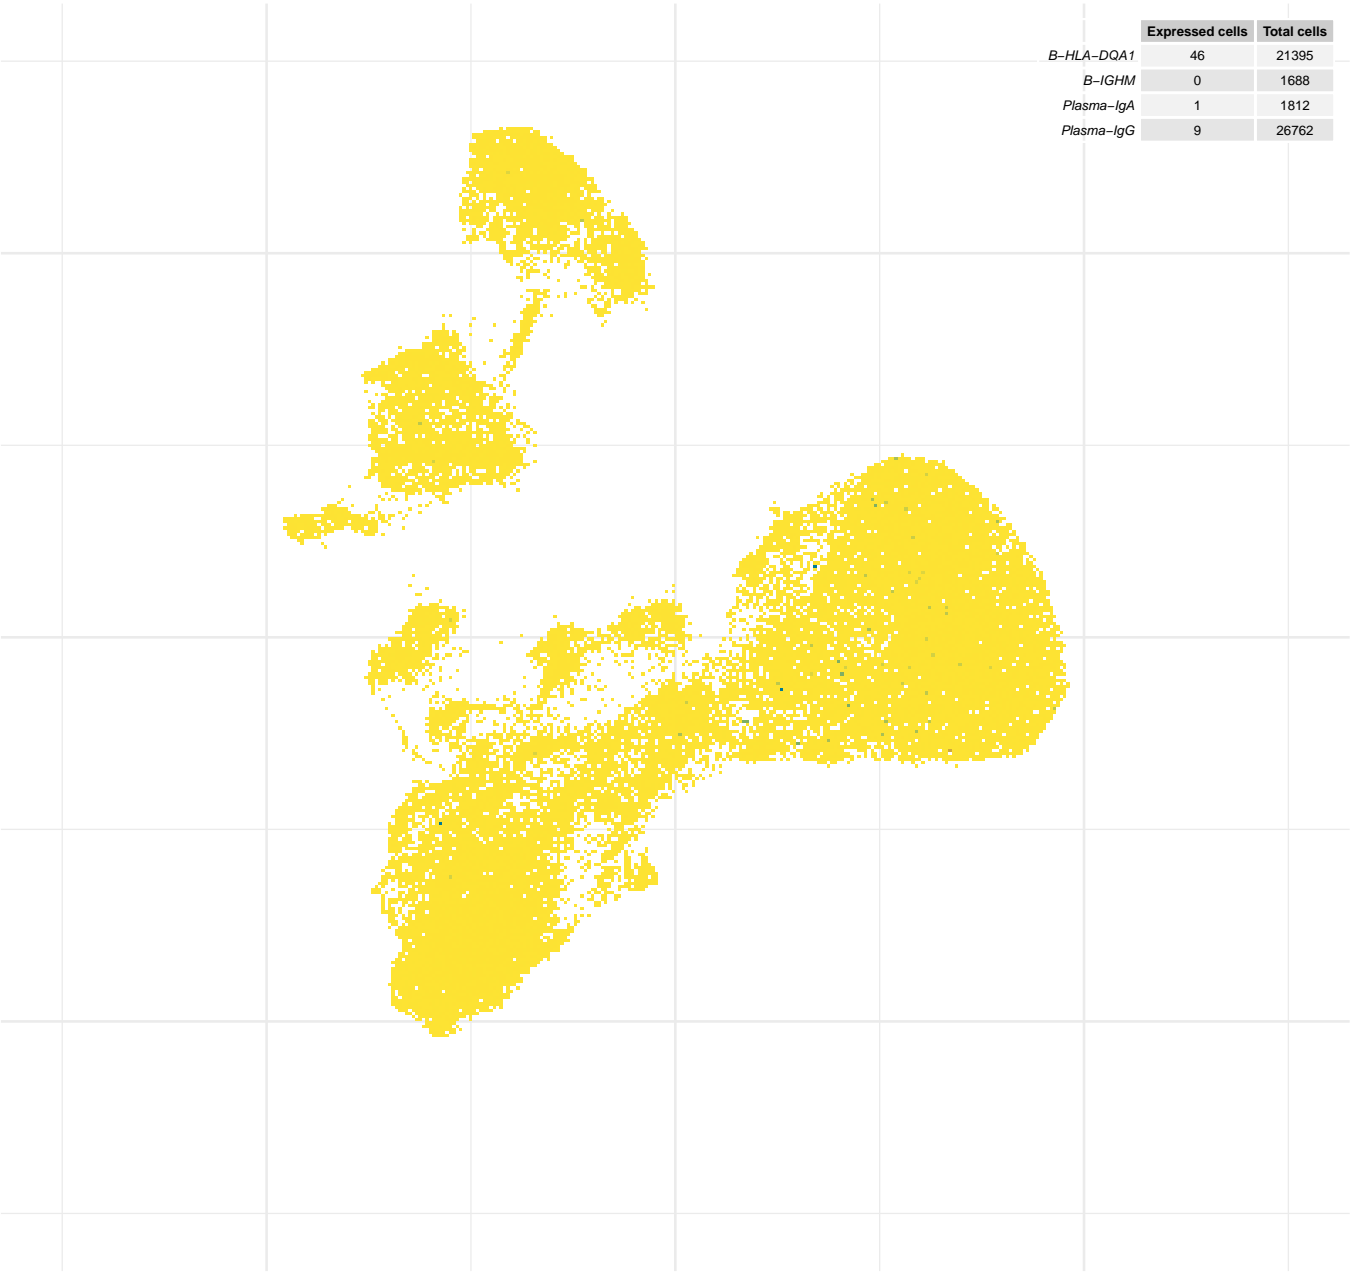 Expressed cells Total cells
B−HLA−DQA1 46 21395
B−IGHM 0 1688
Plasma−IgA 1 1812
Plasma−IgG 9 26762